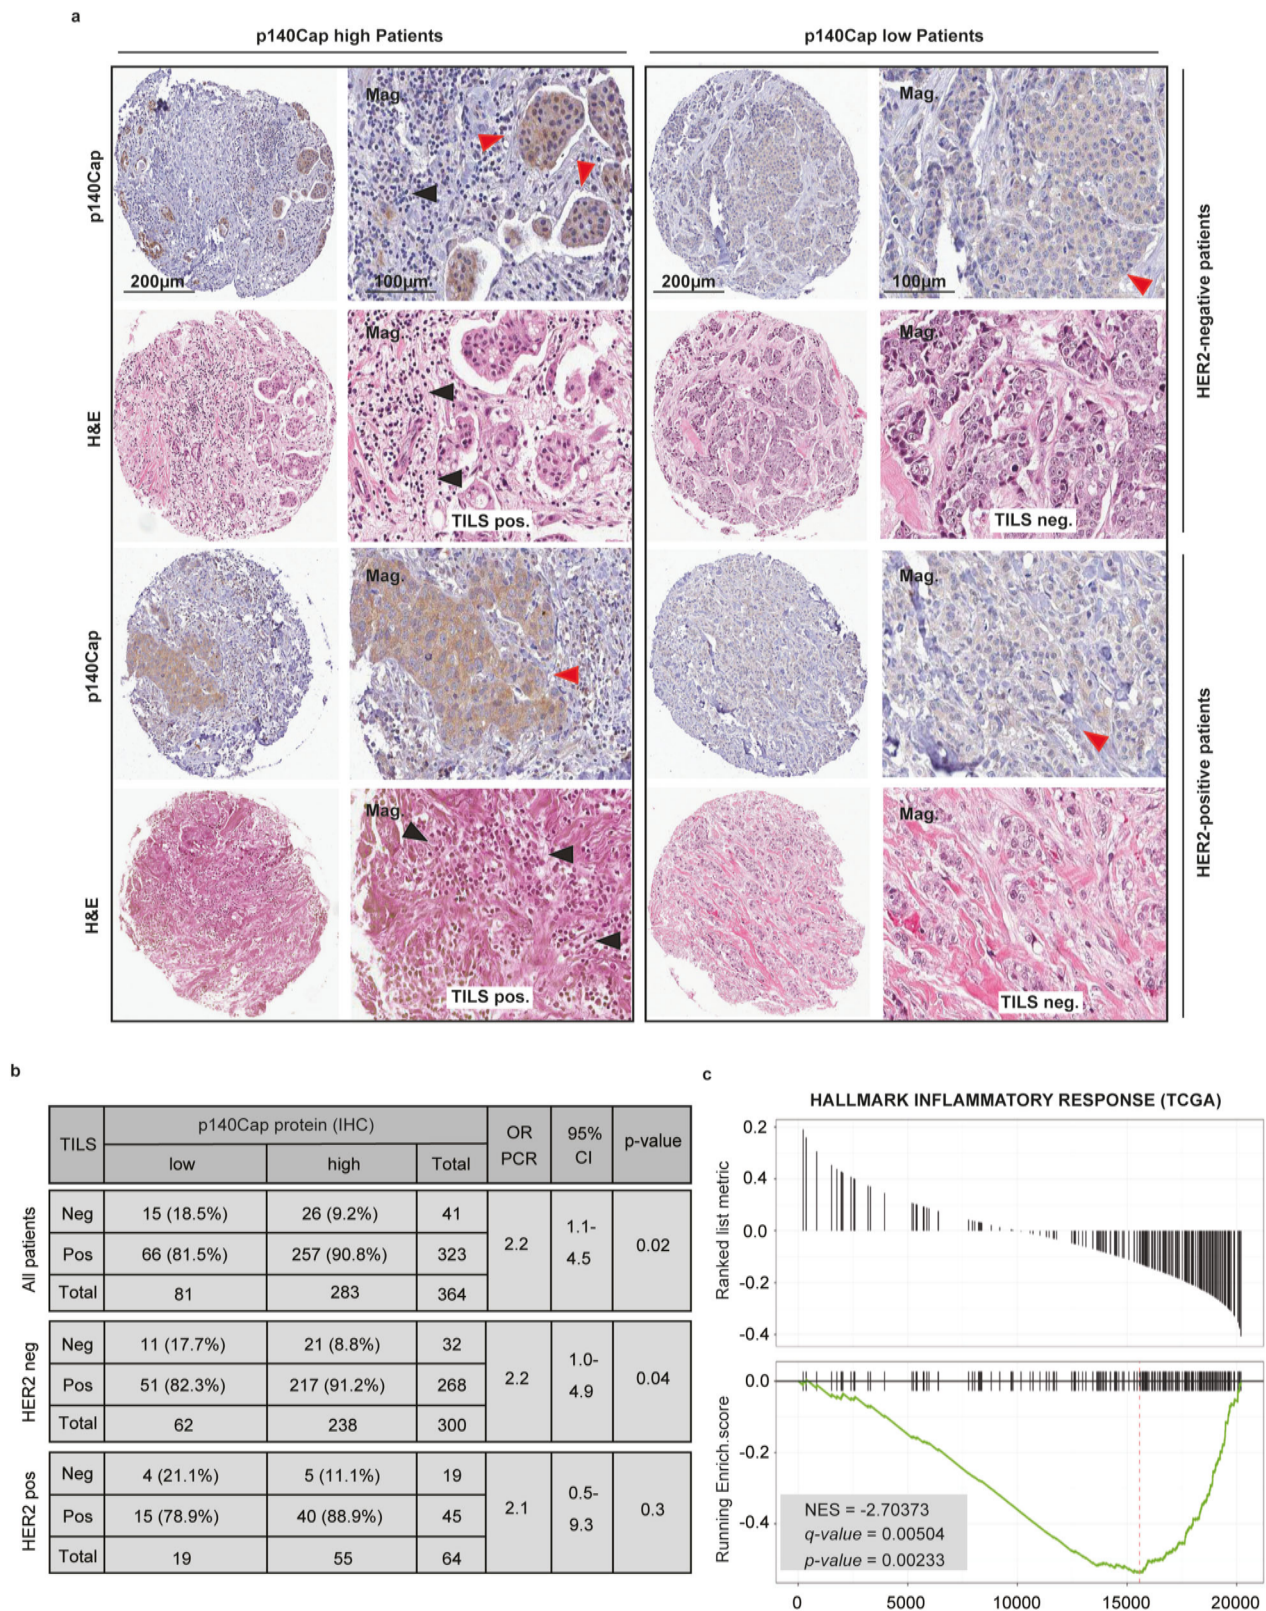 a
p140Cap high Patients
p140Cap low Patients
p140Cap
Mag.
Mag.
200µm
100µm
200µm
100µm
HER2-negative patients
H&E
Mag.
Mag.
TILS pos.
TILS neg.
p140Cap
Mag.
Mag.
HER2-positive patients
H&E
Mag.
Mag.
TILS pos.
TILS neg.
b
TILS p140Cap protein (IHC) OR PCR 95% CI p-value
low high Total
All patients
Neg 15 (18.5%) 26 (9.2%) 41
Pos 66 (81.5%) 257 (90.8%) 323
Total 81 283 364
2.2 1.1-4.5 0.02
HER2 neg
Neg 11 (17.7%) 21 (8.8%) 32
Pos 51 (82.3%) 217 (91.2%) 268
Total 62 238 300
2.2 1.0-4.9 0.04
HER2 pos
Neg 4 (21.1%) 5 (11.1%) 19
Pos 15 (78.9%) 40 (88.9%) 45
Total 19 55 64
2.1 0.5-9.3 0.3
c
HALLMARK INFLAMMATORY RESPONSE (TCGA)
Ranked list metric
0.2
0.4
0.0
-0.2
-0.4
Running Enrich.score
0.0
-0.2
-0.4
NES = -2.70373
q-value = 0.00504
p-value = 0.00233
0 5000 10000 15000 20000